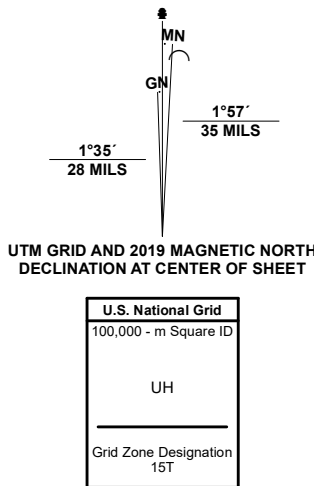 MN
GN
1°57´
35 MILS
1°35´
28 MILS
UTM GRID AND 2019 MAGNETIC NORTH
DECLINATION AT CENTER OF SHEET
U.S. National Grid
100,000 - m Square ID
UH
Grid Zone Designation
15T